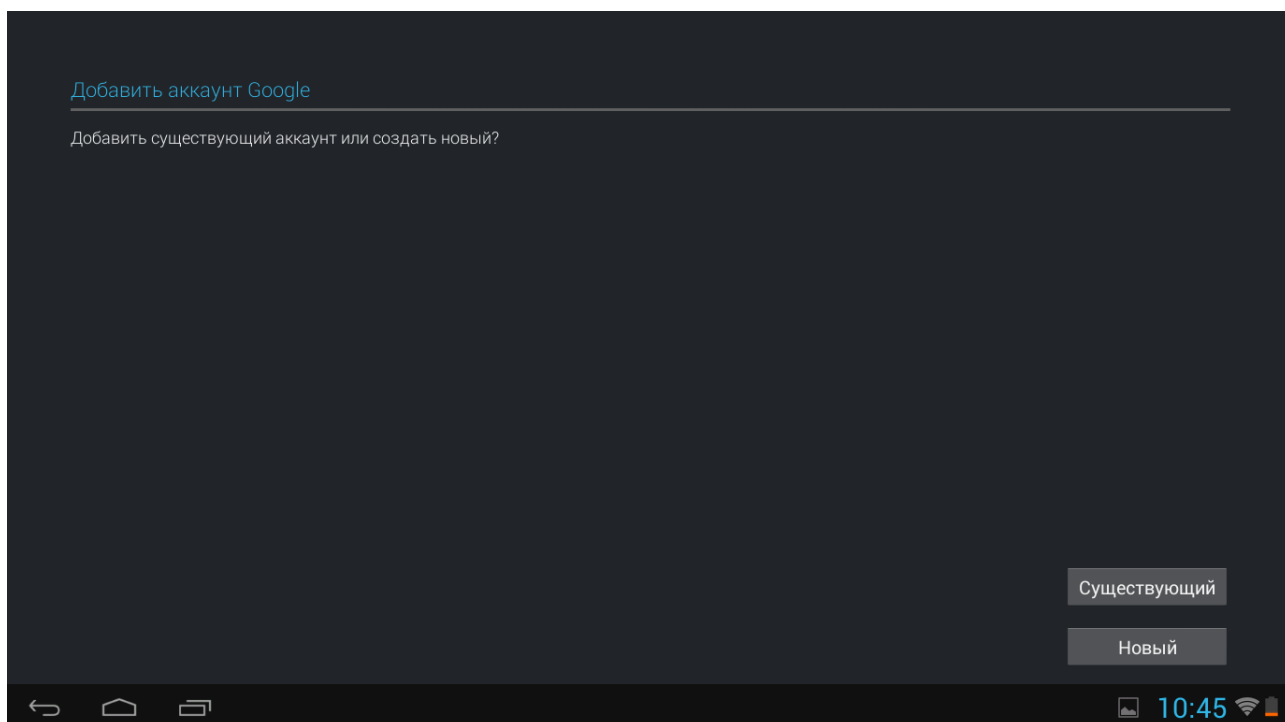 Добавить аккаунт Google
Добавить существующий аккаунт или создать новый?
Существующий
Новый
10:45